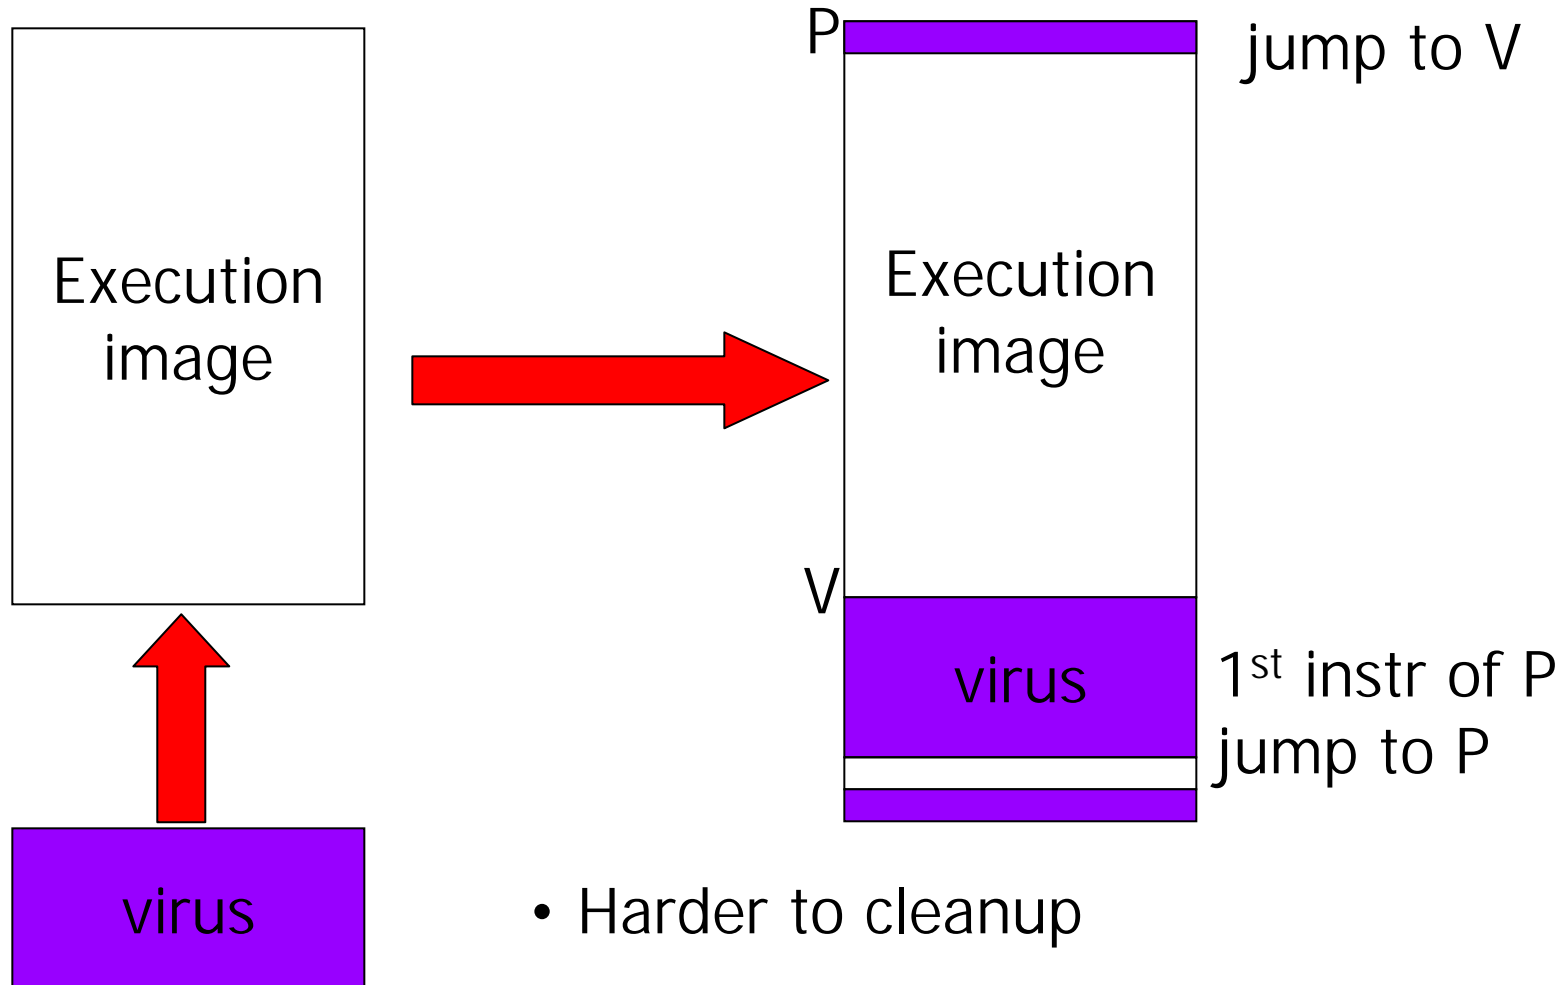 Execution
image
virus
P
jump to V
Execution
image
V
virus
1st instr of P
jump to P
• Harder to cleanup